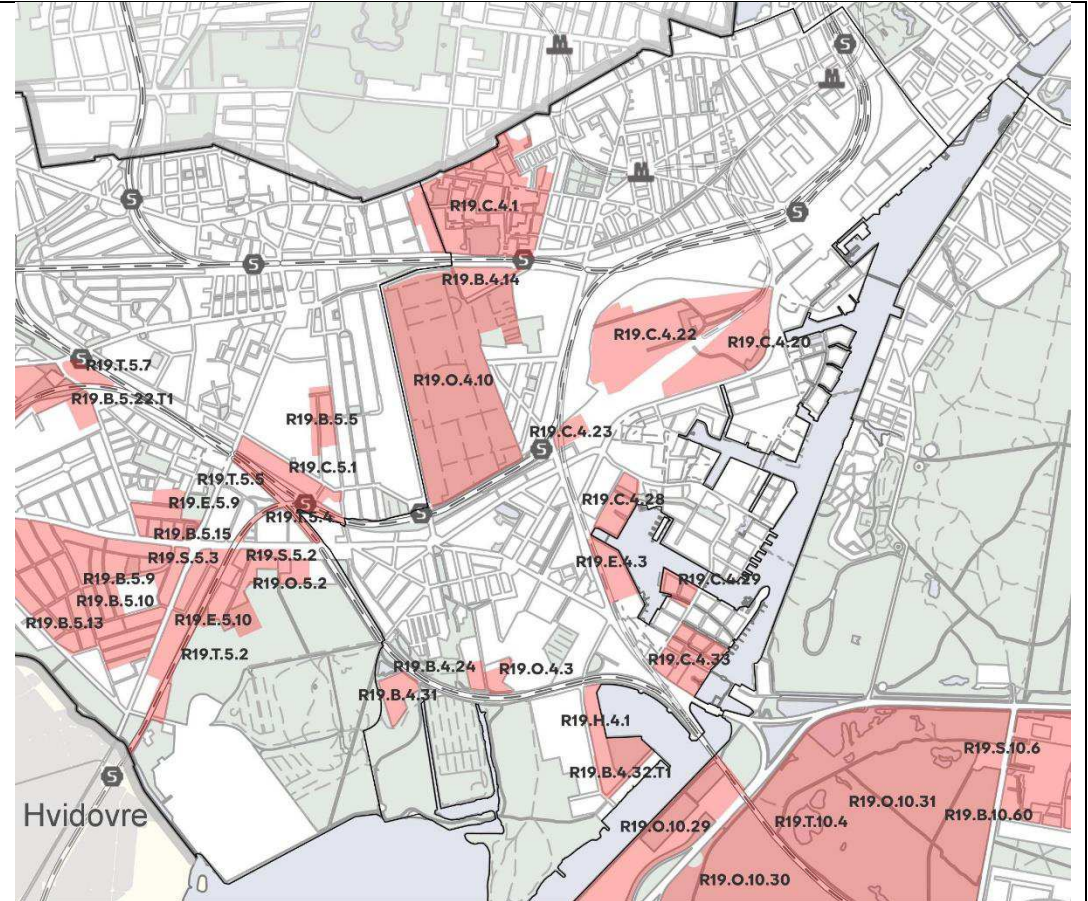 S
M
M
S
R19.C.4.1
S
S
S
R19.B.4.14
R19.C.4.22
R19.C.4.20
S
R19.T.5.7
R19.O.4.10
R19.B.5.22.T1
R19.B.5.5
R19.C.4.23
S
R19.C.5.1
R19.T.5.5
R19.E.5.9
S
R19.T.5.4
S
R19.C.4.28
R19.B.5.15
R19.S.5.3
R19.S.5.2
R19.E.4.3
R19.B.5.9
R19.O.5.2
R19.C.4.29
R19.B.5.10
R19.B.5.13
R19.E.5.10
R19.T.5.2
R19.B.4.24
R19.O.4.3
R19.C.4.33
R19.B.4.31
R19.H.4.1
R19.S.10.6
S
R19.B.4.32.T1
R19.O.10.31
Hvidovre
R19.O.10.29
R19.T.10.4
R19.B.10.60
R19.O.10.30